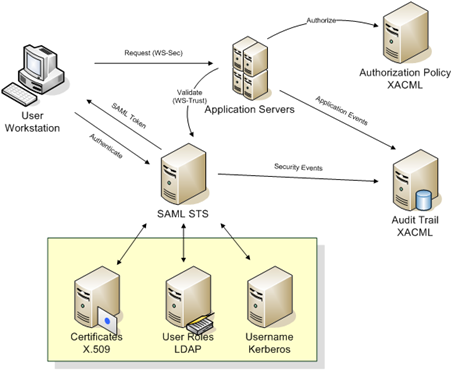 Request (WS-Sec)
Authorize
Authorization Policy
XACML
User
Workstation
Validate
(WS-Trust)
Application Servers
SAML Token
Authenticate
Application Events
Security Events
SAML STS
Audit Trail
XACML
Certificates
X.509
User Roles
LDAP
Username
Kerberos